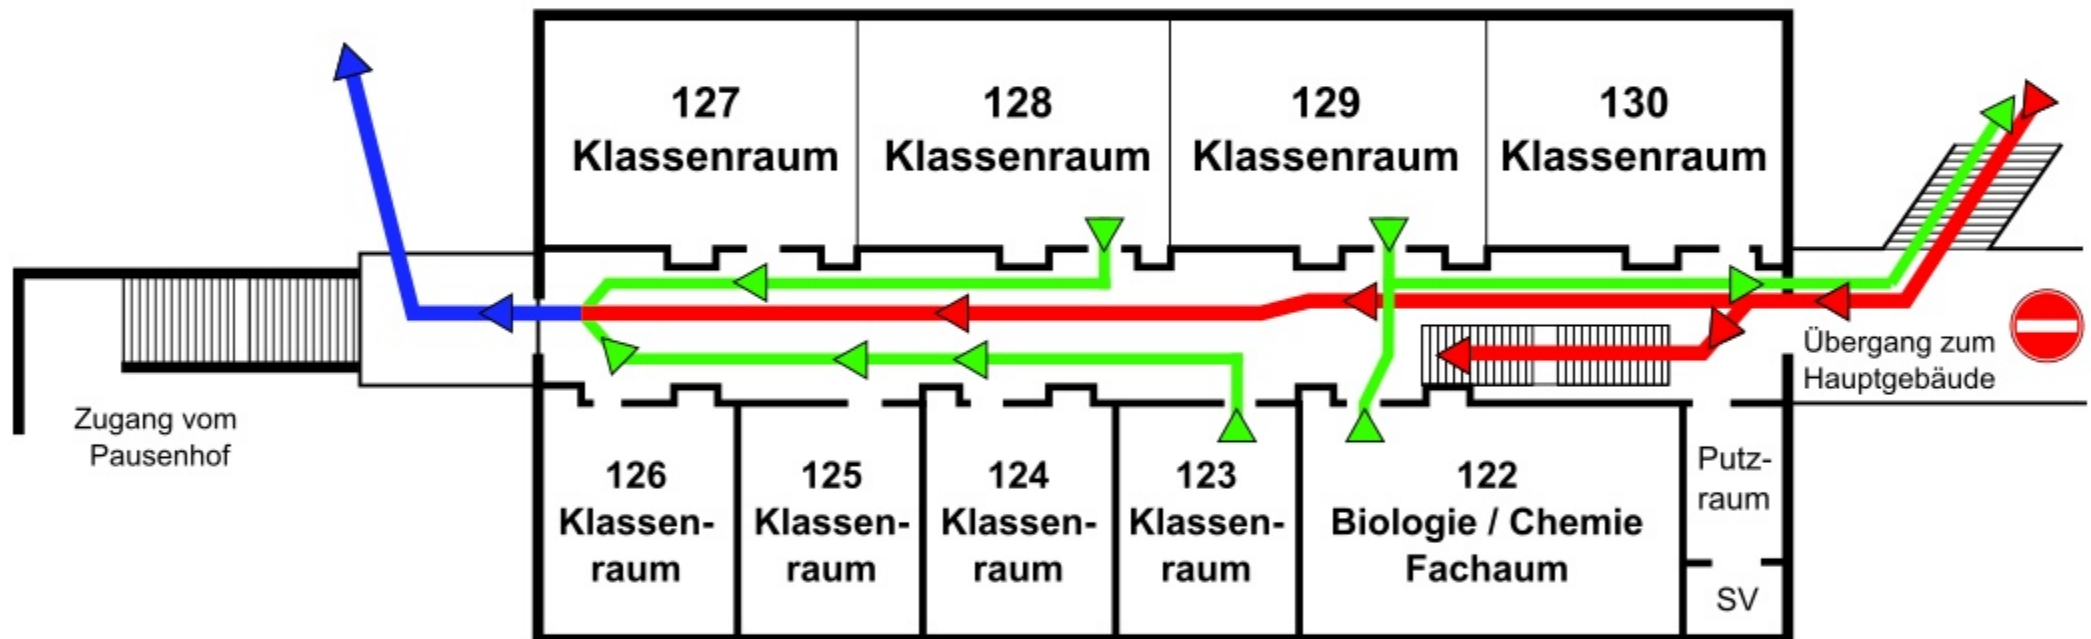 127
Klassenraum
128
Klassenraum
129
Klassenraum
130
Klassenraum
Übergang zum
Hauptgebäude
Zugang vom
Pausenhof
126
Klassen-
raum
125
Klassen-
raum
124
Klassen-
raum
123
Klassen-
raum
122
Biologie / Chemie
Fachaum
Putz-
raum
SV